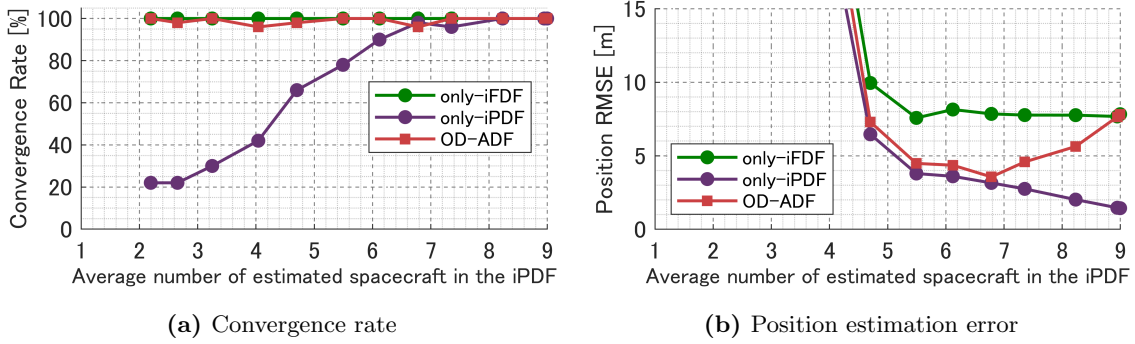 Convergence Rate [%]
100
80
60
40
20
0
only-iFDF
only-iPDF
OD-ADF
1 2 3 4 5 6 7 8 9
Average number of estimated spacecraft in the iPDF
(a) Convergence rate
Position RMSE [m]
15
10
5
0
only-iFDF
only-iPDF
OD-ADF
1 2 3 4 5 6 7 8 9
Average number of estimated spacecraft in the iPDF
(b) Position estimation error